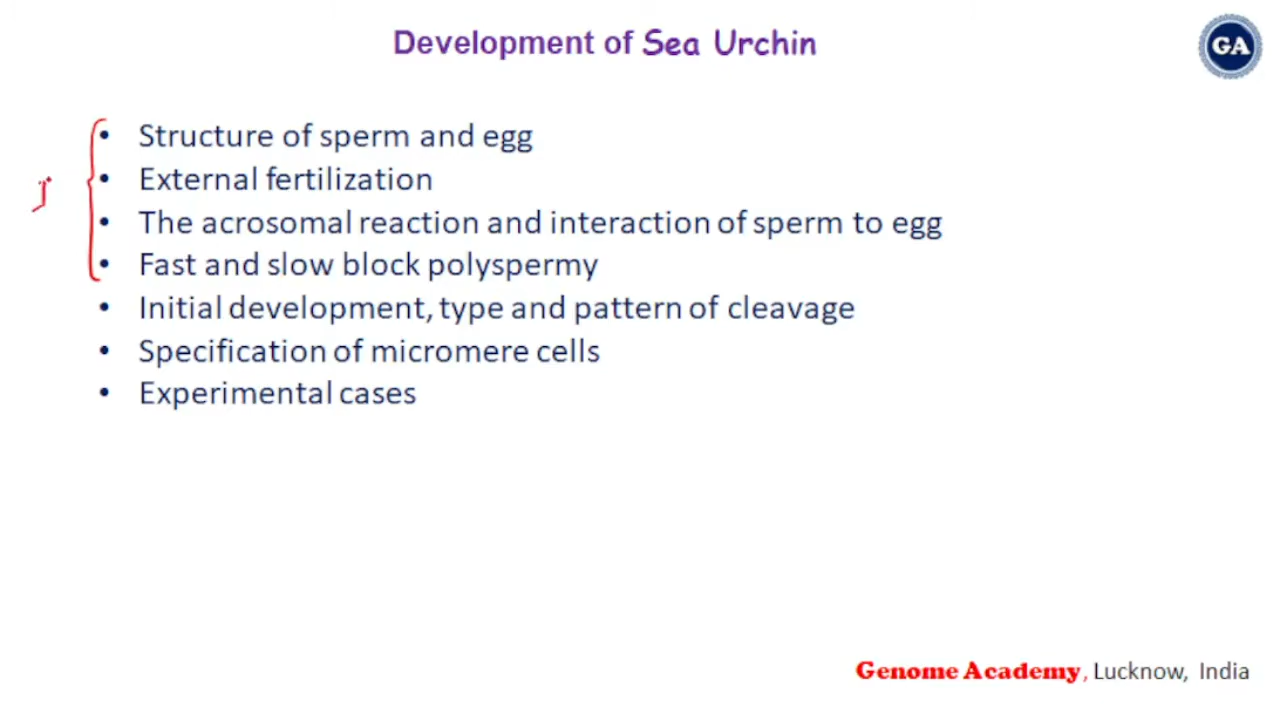 Development of Sea Urchin
GA
• Structure of sperm and egg
• External fertilization
• The acrosomal reaction and interaction of sperm to egg
• Fast and slow block polyspermy
• Initial development, type and pattern of cleavage
• Specification of micromere cells
• Experimental cases
Genome Academy, Lucknow, India